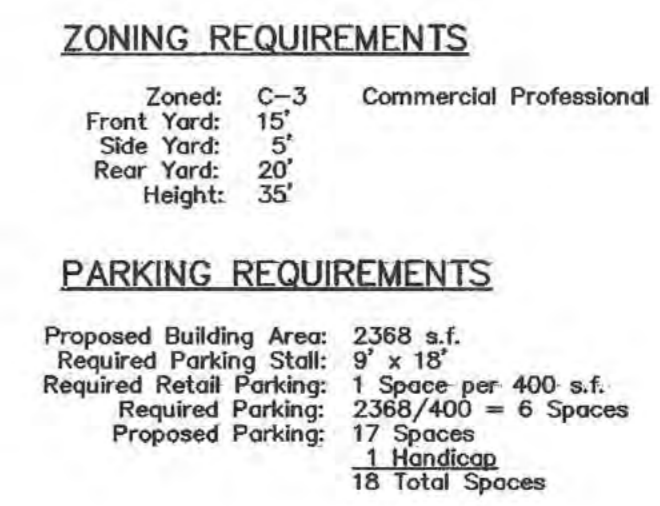 ZONING REQUIREMENTS
Zoned: C-3 Commercial Professional
Front Yard: 15'
Side Yard: 5'
Rear Yard: 20'
Height: 35'
PARKING REQUIREMENTS
Proposed Building Area: 2368 s.f.
Required Parking Stall: 9' x 18'
Required Retail Parking: 1 Space per 400 s.f.
Required Parking: 2368/400 = 6 Spaces
Proposed Parking: 17 Spaces
1 Handicap
18 Total Spaces